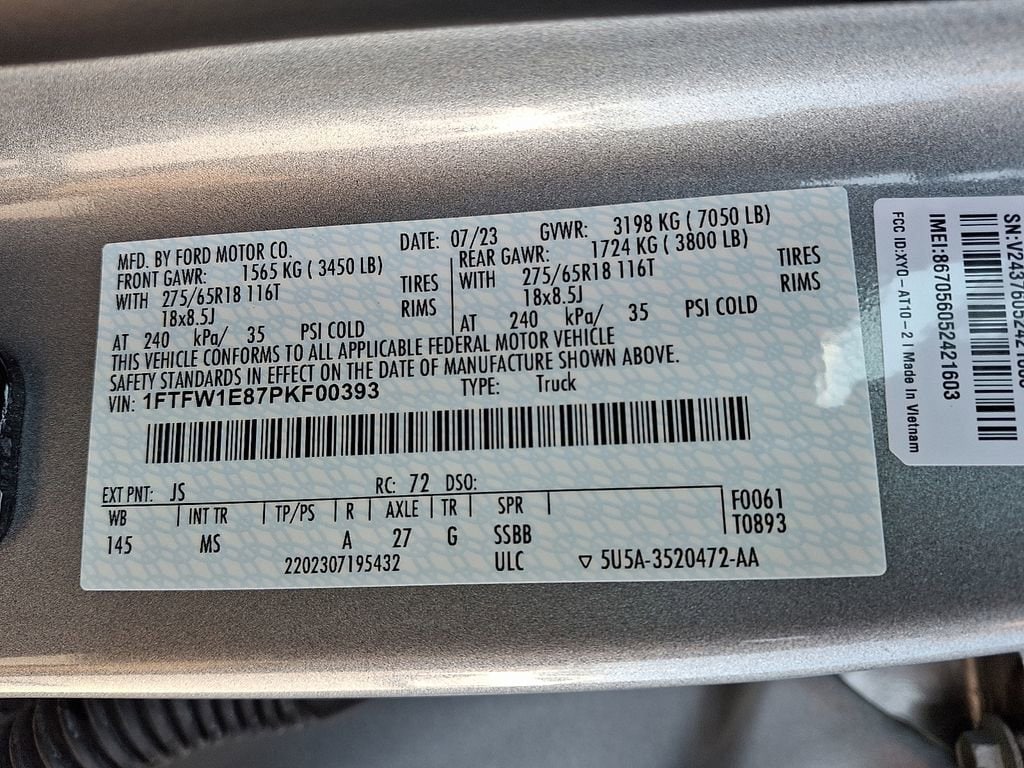 MFD. BY FORD MOTOR CO.
DATE: 07/23 GVWR: 3198 KG ( 7050 LB)
FRONT GAWR: 1565 KG ( 3450 LB)
WITH 275/65R18 116T TIRES
18x8.5J RIMS
AT 240 kPa/ 35 PSI COLD
REAR GAWR: 1724 KG ( 3800 LB)
WITH 275/65R18 116T TIRES
18x8.5J RIMS
AT 240 kPa/ 35 PSI COLD
THIS VEHICLE CONFORMS TO ALL APPLICABLE FEDERAL MOTOR VEHICLE
SAFETY STANDARDS IN EFFECT ON THE DATE OF MANUFACTURE SHOWN ABOVE.
VIN: 1FTFW1E87PKF00393 TYPE: Truck
EXT PNT: JS RC: 72 DSO:
WB | INT TR | TP/PS | R | AXLE | TR | SPR |
145 MS A 27 G SSBB
F0061
T0893
2202307195432 ULC ▽ 5U5A-3520472-AA
IMEI:867056052421603
FCC ID:XYO-AT10-2 | Made In Vietnam